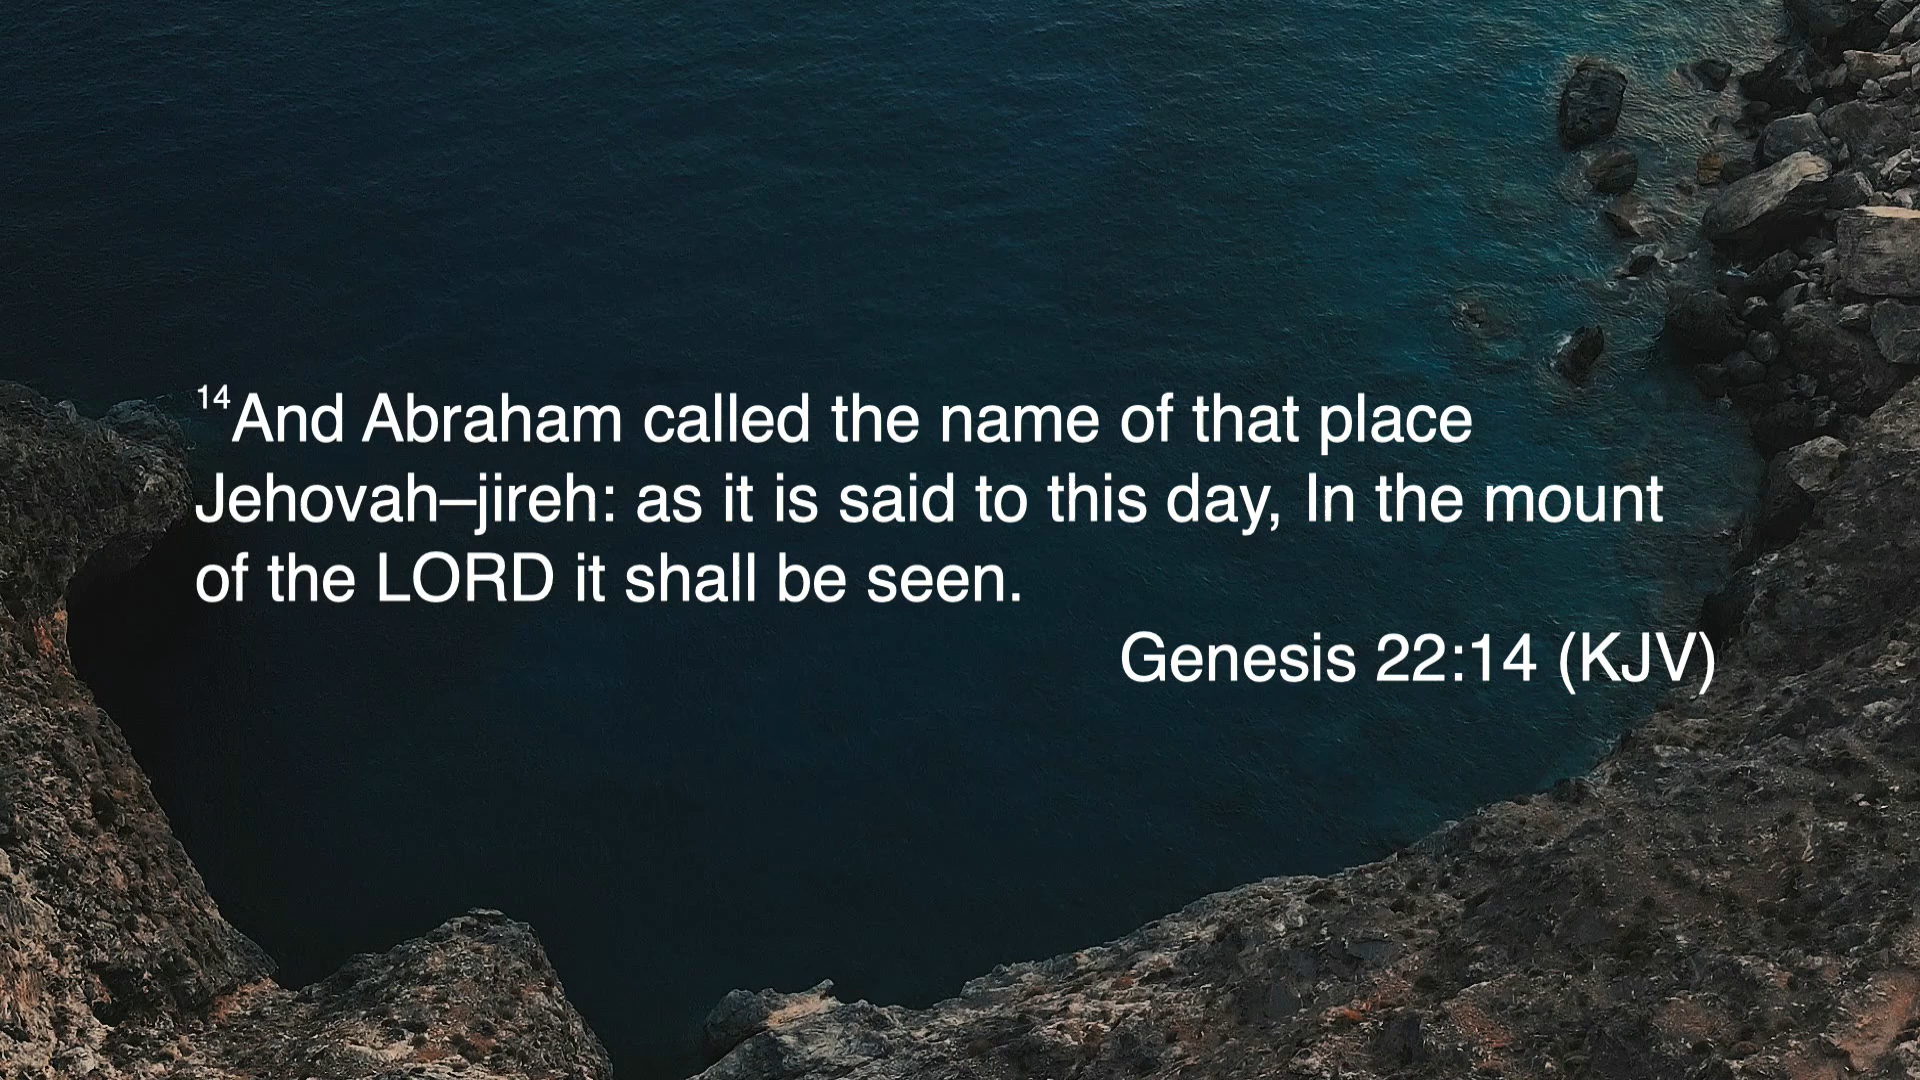 14And Abraham called the name of that place
Jehovah–jireh: as it is said to this day, In the mount
of the LORD it shall be seen.
Genesis 22:14 (KJV)